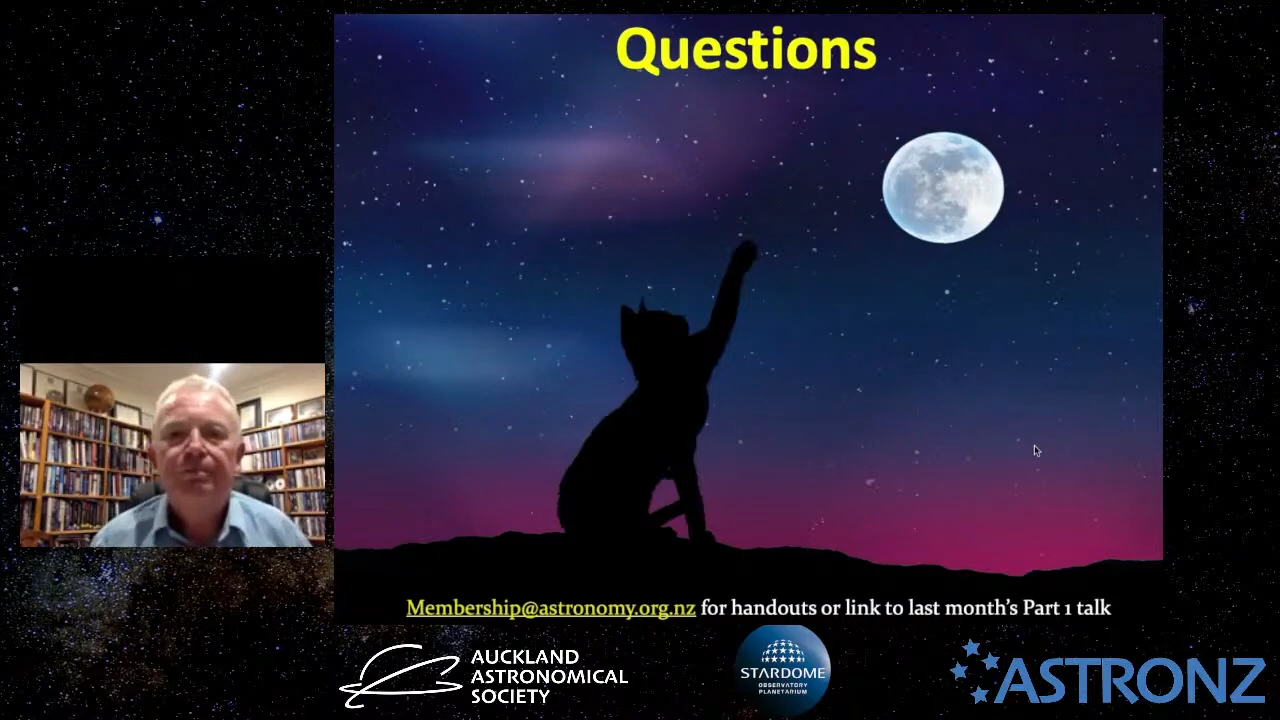 Questions
Membership@astronomy.org.nz for handouts or link to last month's Part 1 talk
AUCKLAND
ASTRONOMICAL
SOCIETY
STARDOME
OBSERVATORY
PLANETARIUM
ASTRONZ